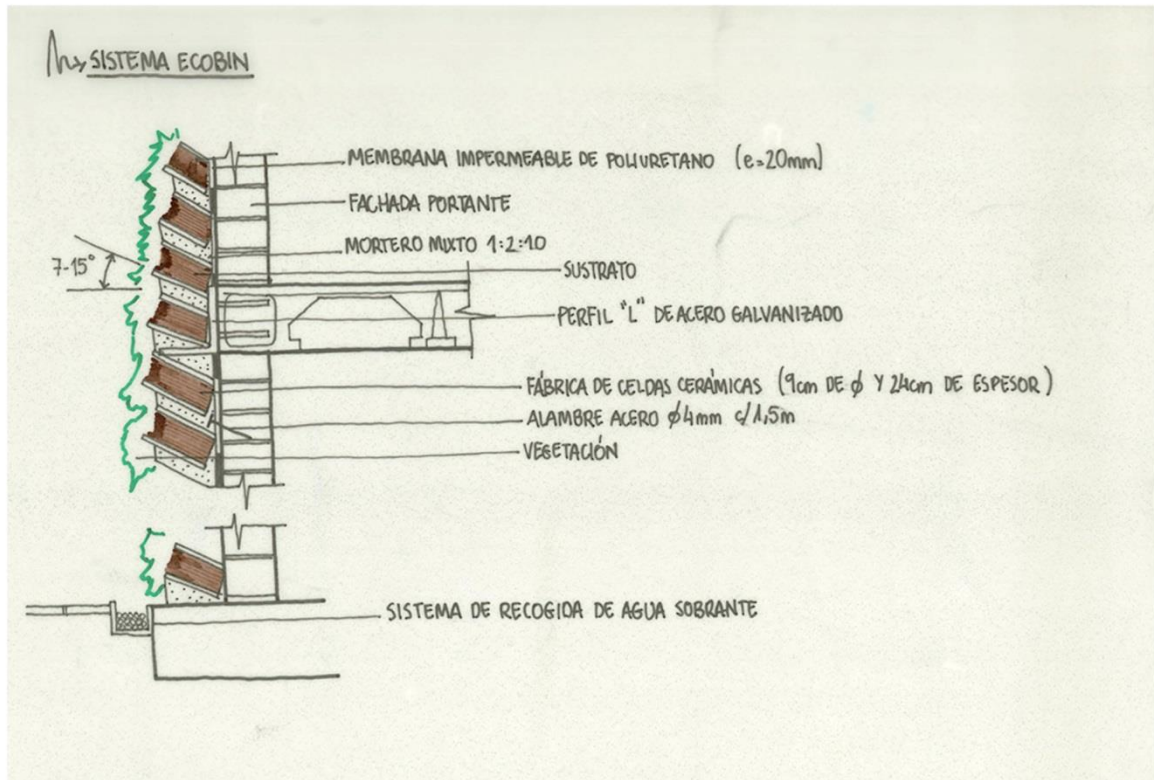 SISTEMA ECOBIN
MEMBRANA IMPERMEABLE DE POLIURETANO (e=20mm)
FACHADA PORTANTE
MORTERO MIXTO 1:2:10
7-15°
SUSTRATO
PERFIL "L" DE ACERO GALVANIZADO
FÁBRICA DE CELDAS CERÁMICAS (9cm DE ϕ Y 24cm DE ESPESOR)
ALAMBRE ACERO ϕ4mm c/1,5m
VEGETACIÓN
SISTEMA DE RECOGIDA DE AGUA SOBRANTE